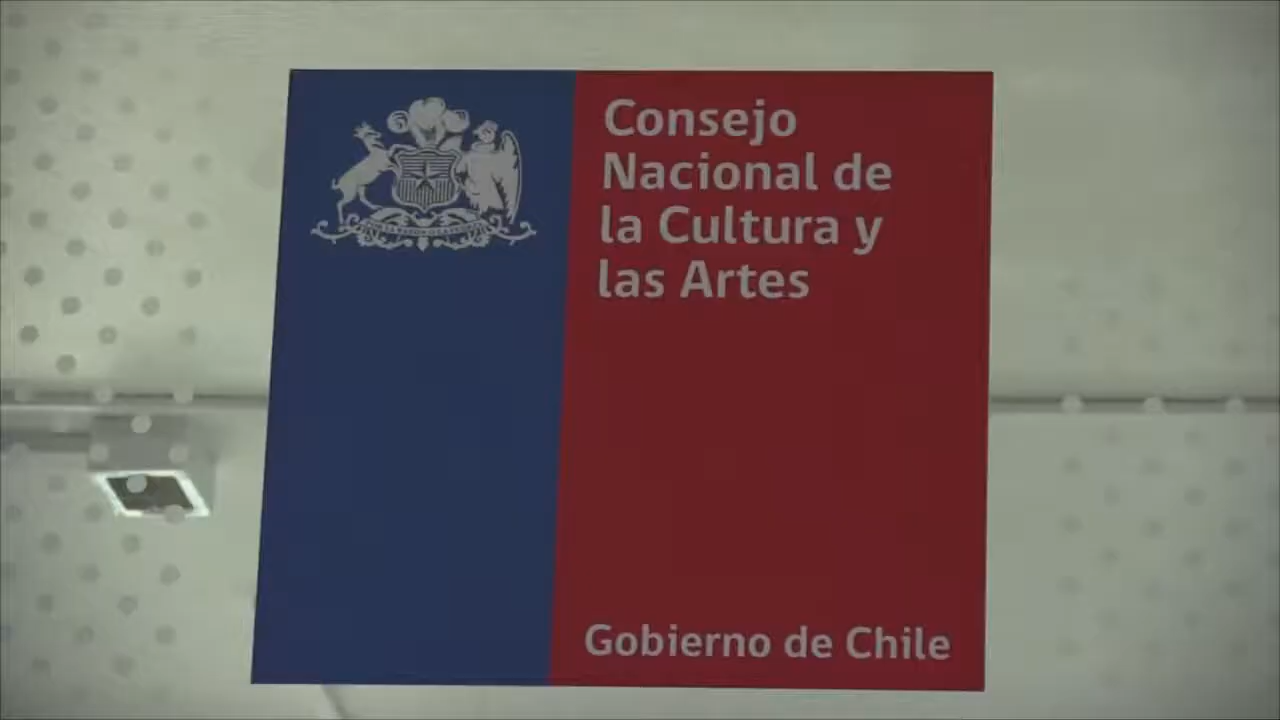 Consejo
Nacional de
la Cultura y
las Artes
Gobierno de Chile